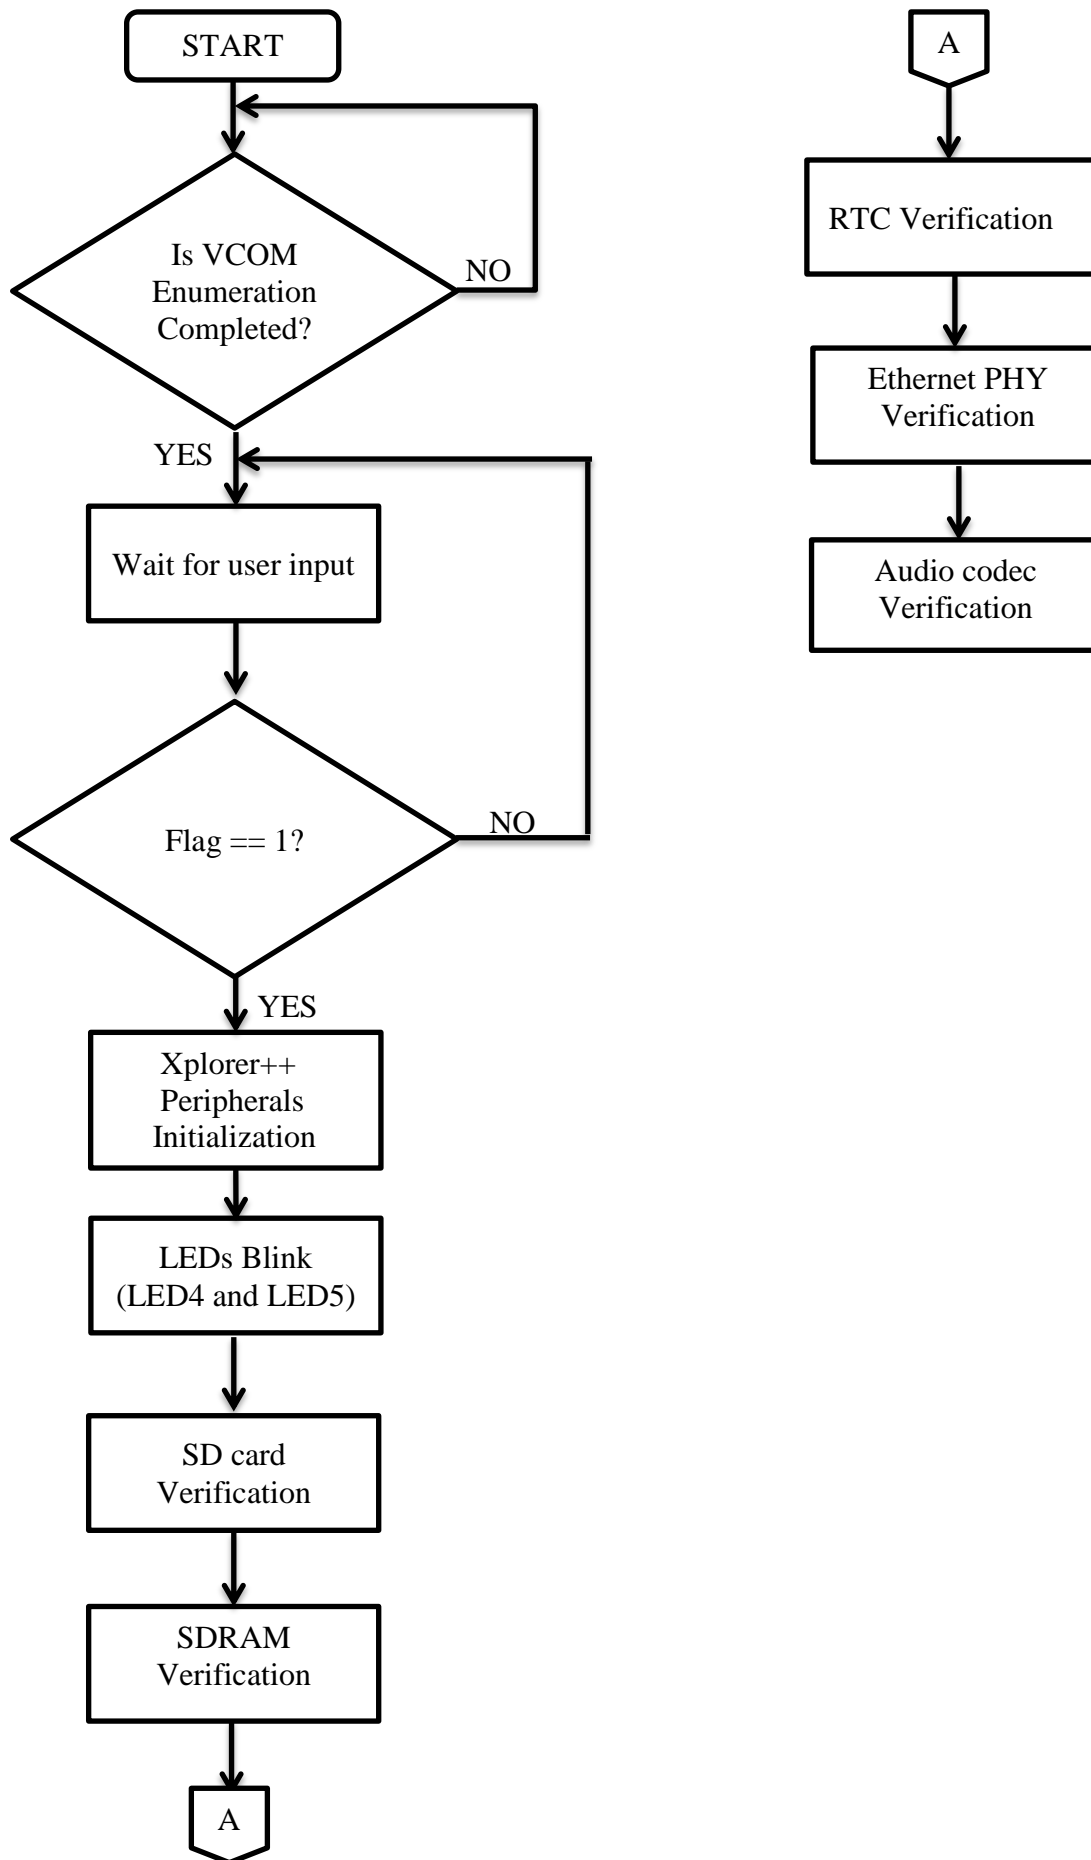 START
Is VCOM
Enumeration
Completed?
NO
YES
Wait for user input
Flag == 1?
NO
YES
Xplorer++
Peripherals
Initialization
LEDs Blink
(LED4 and LED5)
SD card
Verification
SDRAM
Verification
A
A
RTC Verification
Ethernet PHY
Verification
Audio codec
Verification